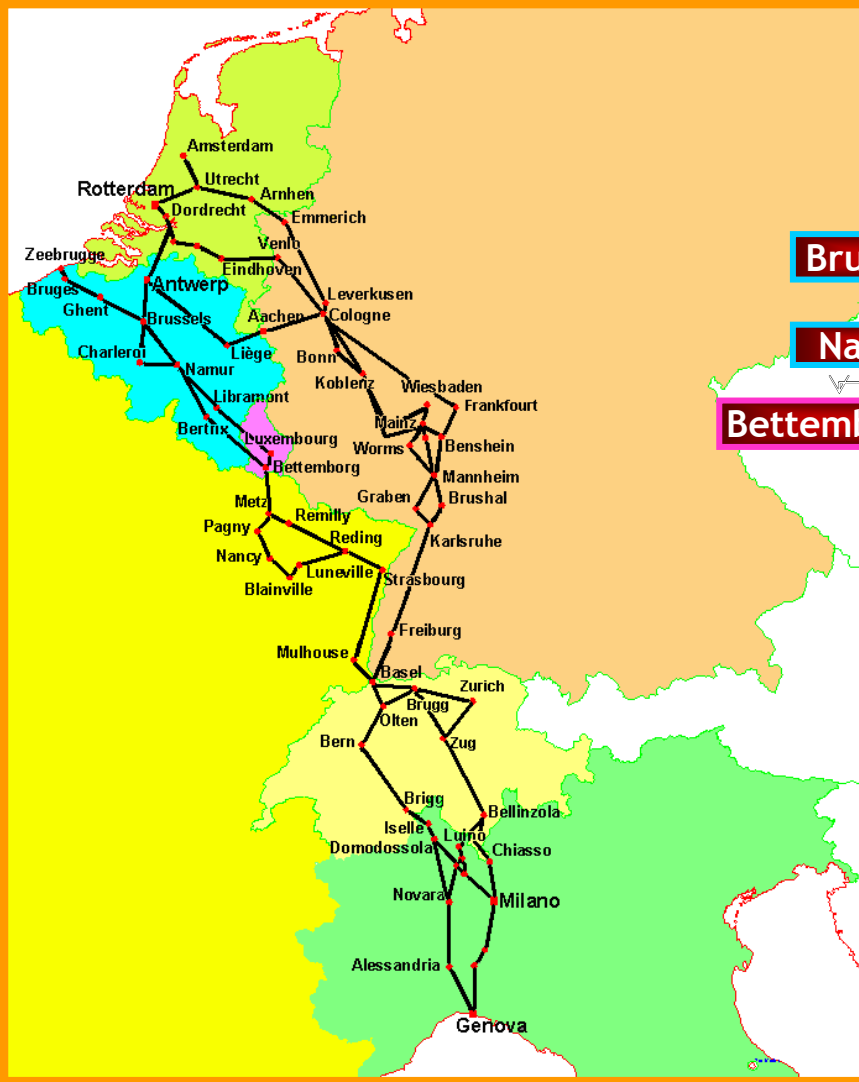 Amsterdam
Utrecht
Rotterdam
Arnhen
Dordrecht
Emmerich
Venlo
Zeebrugge
Eindhoven
Bruges
Antwerp
Leverkusen
Ghent
Aachen
Cologne
Brussels
Charleroi
Liège
Bonn
Namur
Koblenz
Wiesbaden
Libramont
Frankfourt
Bertrix
Mainz
Luxembourg
Worms
Benshein
Bettemborg
Mannheim
Graben
Brushal
Metz
Remilly
Pagny
Reding
Karlsruhe
Nancy
Luneville
Strasbourg
Blainville
Freiburg
Mulhouse
Basel
Zurich
Brugg
Olten
Bern
Zug
Brigg
Iselle
Bellinzola
Luino
Domodossola
Chiasso
Novara
Milano
Alessandria
Genova
Bru
Na
Bettemb